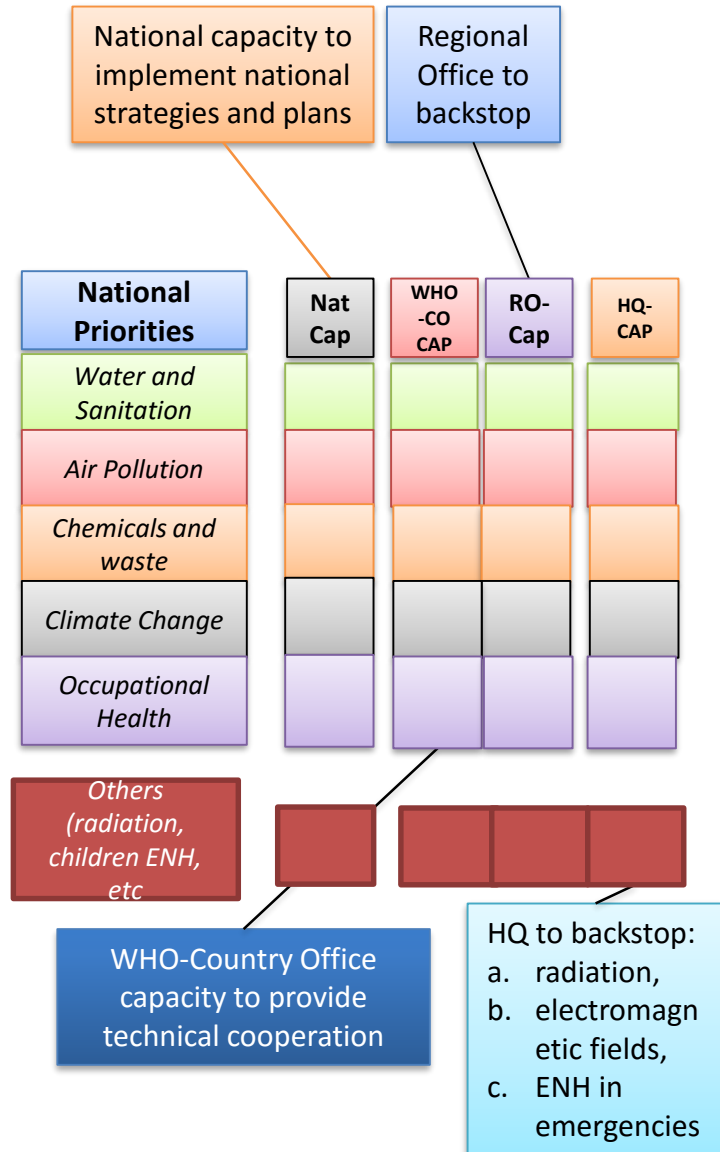 National capacity to
implement national
strategies and plans
Regional
Office to
backstop
National
Priorities
Nat
Cap
WHO
-CO
CAP
RO-
Cap
HQ-
CAP
Water and
Sanitation
Air Pollution
Chemicals and
waste
Climate Change
Occupational
Health
Others
(radiation,
children ENH,
etc
WHO-Country Office
capacity to provide
technical cooperation
HQ to backstop:
a. radiation,
b. electromagn
etic fields,
c. ENH in
emergencies